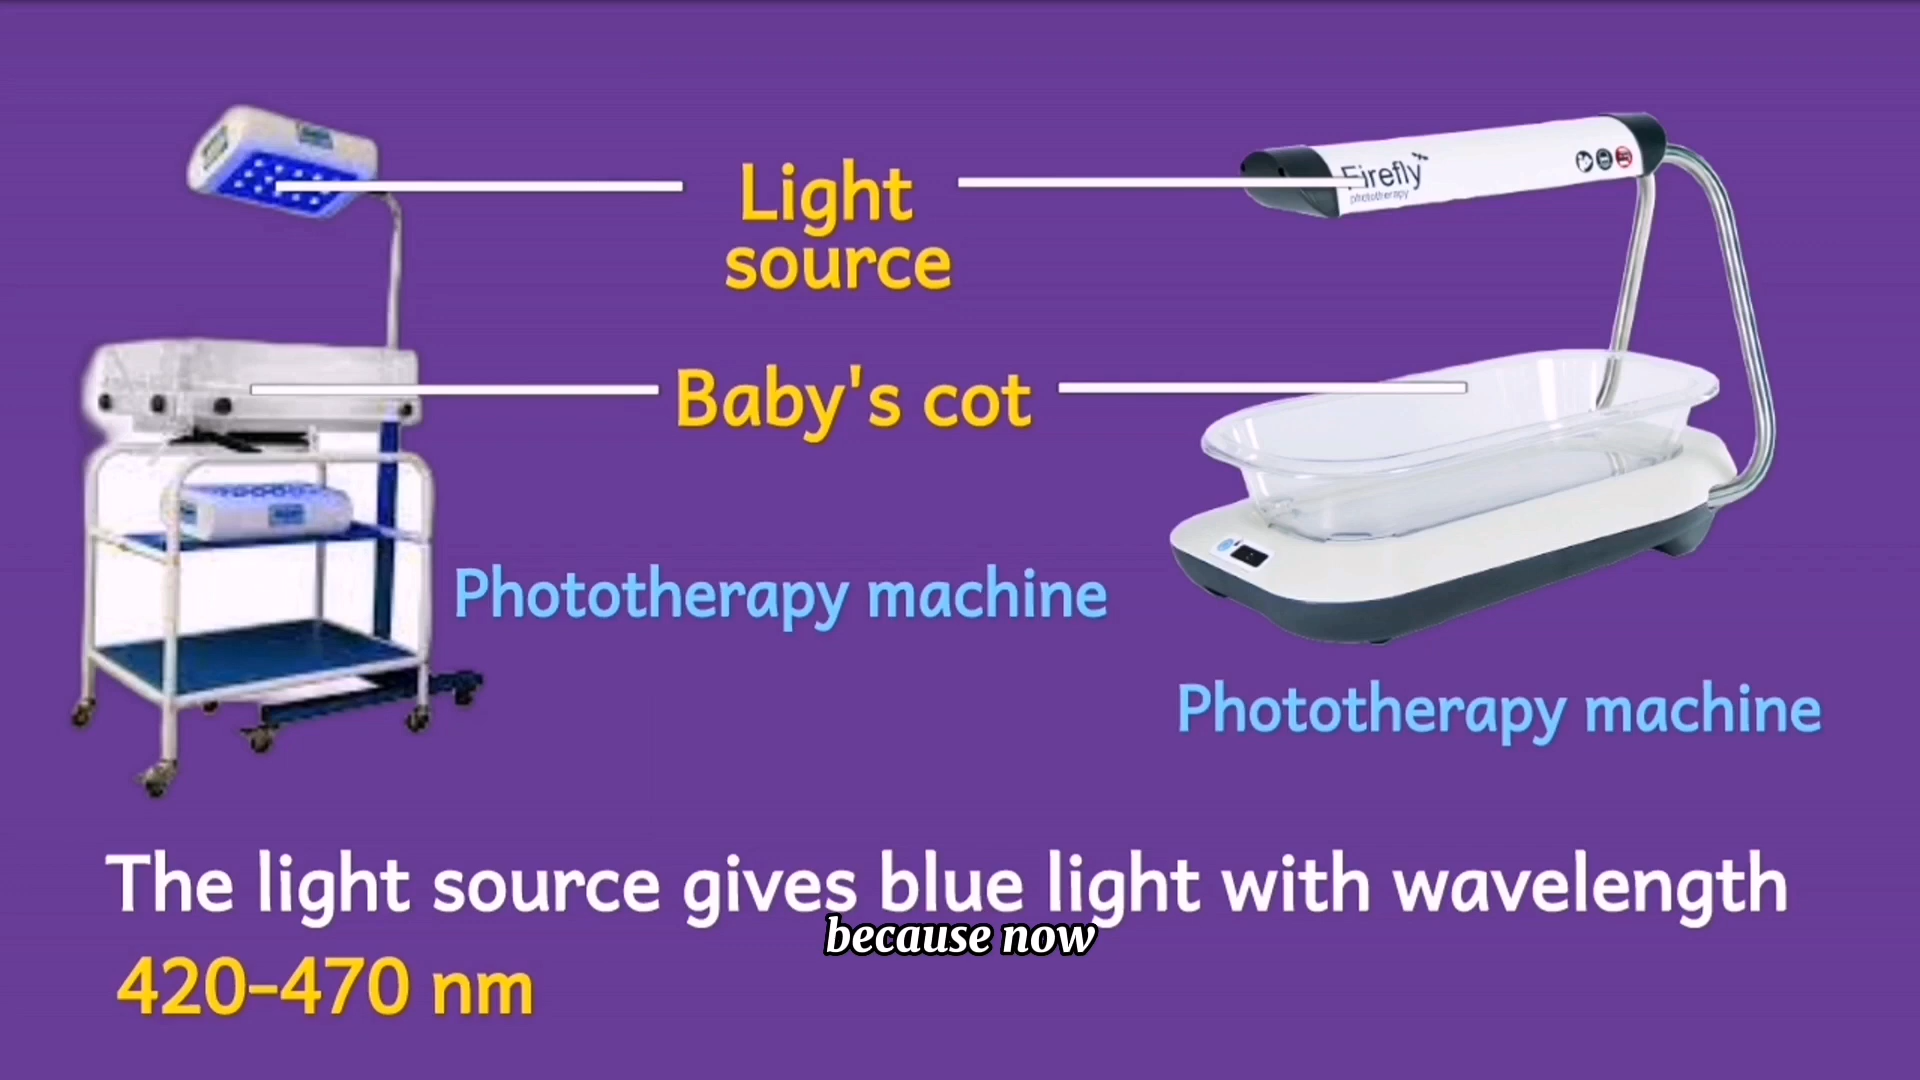 Light
source
Firefly
phototherapy
Baby's cot
Phototherapy machine
Phototherapy machine
The light source gives blue light with wavelength
because now
420-470 nm